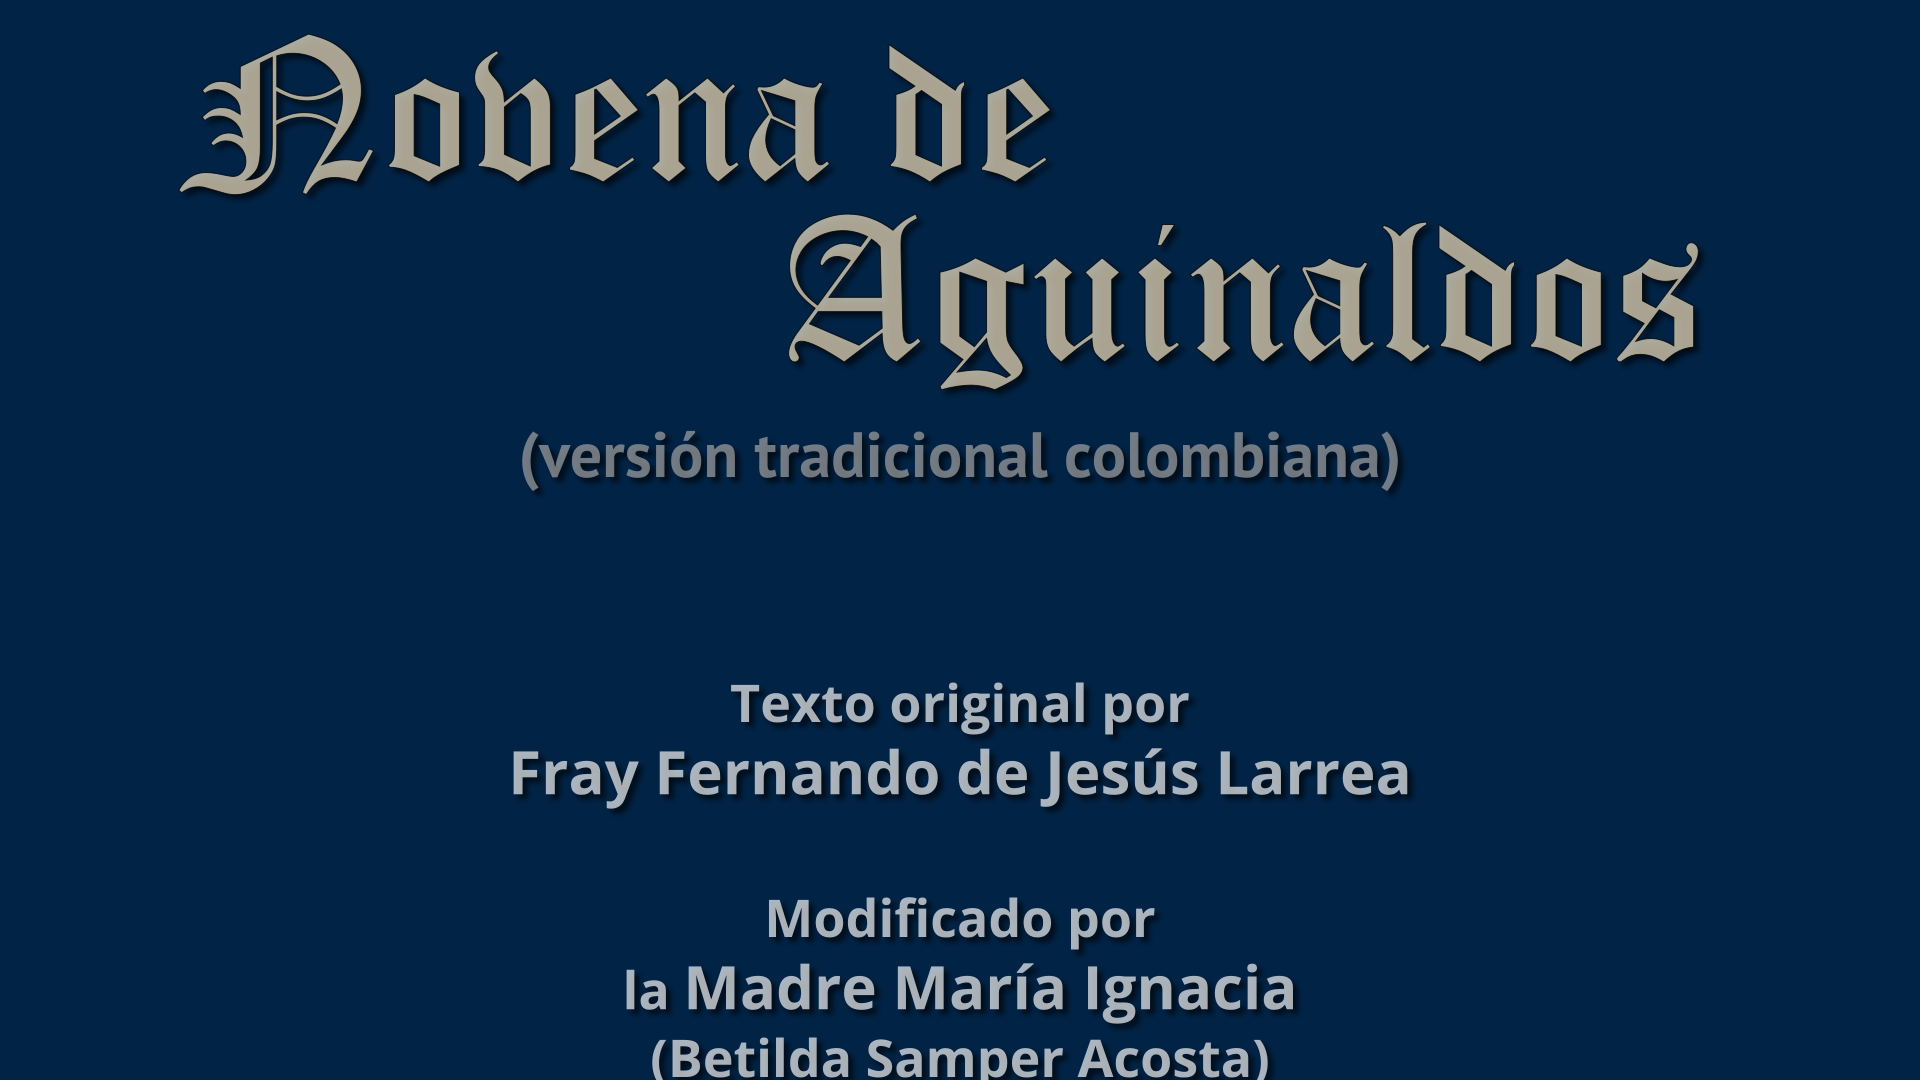 Novena de
Aguinaldos
(versión tradicional colombiana)
Texto original por
Fray Fernando de Jesús Larrea
Modificado por
la Madre María Ignacia
(Betilda Samper Acosta)